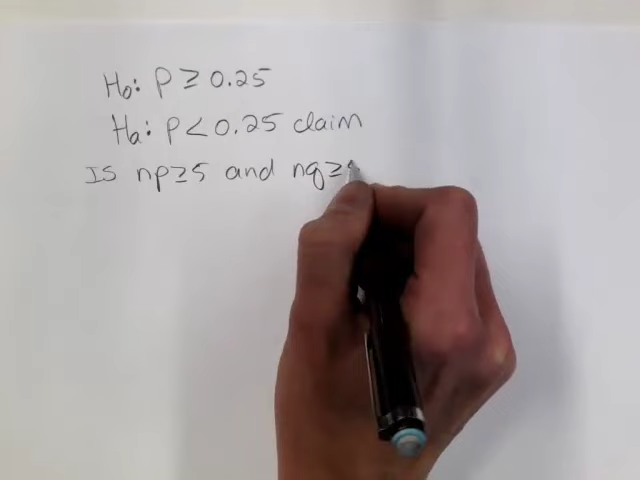 H₀: P ≥ 0.25
Ha: P < 0.25 claim
Is np≥5 and nq≥